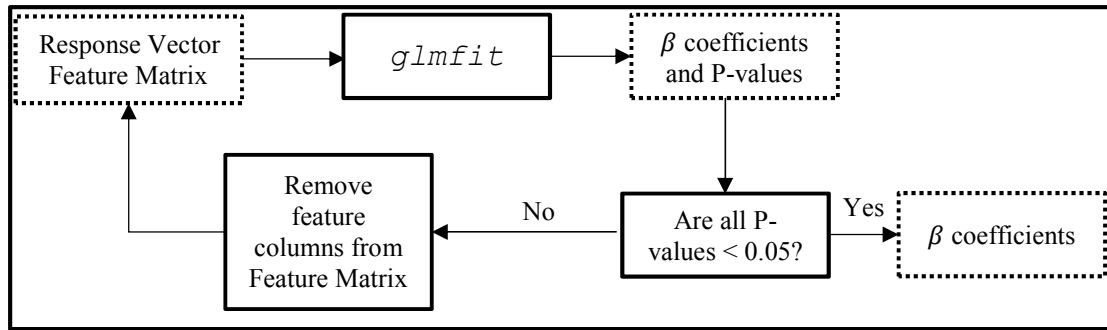 Response Vector
Feature Matrix
glmfit
β coefficients
and P-values
Are all P-
values < 0.05?
Yes
β coefficients
No
Remove
feature
columns from
Feature Matrix